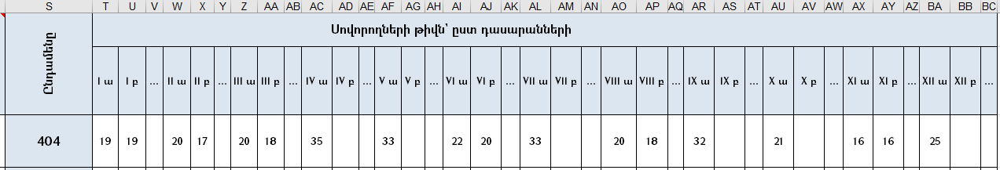 S T U V W X Y Z AA AB AC AD AE AF AG AH AI AJ AK AL AM AN AO AP AQ AR AS AT AU AV AW AX AY AZ BA BB BC
Ընդամենը
Սովորողների թիվն՝ ըստ դասարանների
I ա I բ ... II ա II բ ... III ա III բ ... IV ա IV բ ... V ա V բ ... VI ա VI բ ... VII ա VII բ ... VIII ա VIII բ ... IX ա IX բ ... X ա X բ ... XI ա XI բ ... XII ա XII բ ...
404 19 19 20 17 20 18 35 33 22 20 33 20 18 32 21 16 16 25